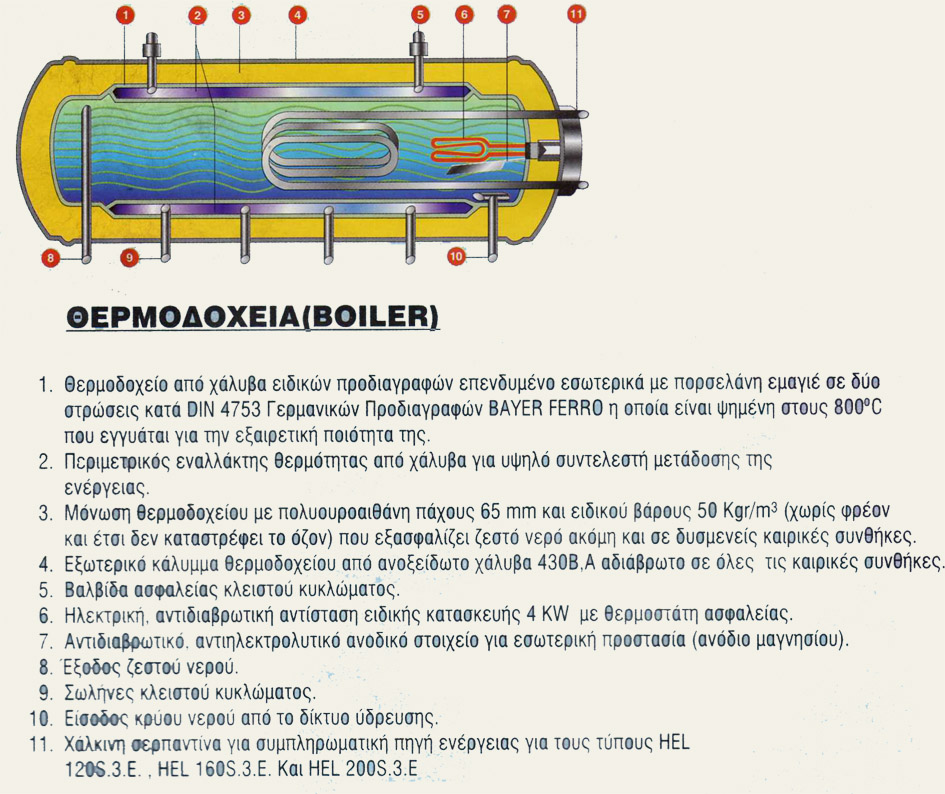 1 2 3 4 5 6 7 11
8 9 10
ΘΕΡΜΟΔΟΧΕΙΑ(BOILER)
1. Θερμοδοχείο από χάλυβα ειδικών προδιαγραφών επενδυμένο εσωτερικά με πορσελάνη εμαγιέ σε δύο
στρώσεις κατά DIN 4753 Γερμανικών Προδιαγραφών BAYER FERRO η οποία είναι ψημένη στους 800ºC
που εγγυάται για την εξαιρετική ποιότητα της.
2. Περιμετρικός εναλλάκτης θερμότητας από χάλυβα για υψηλό συντελεστή μετάδοσης της
ενέργειας.
3. Μόνωση θερμοδοχείου με πολυουροαιθάνη πάχους 65 mm και ειδικού βάρους 50 Kgr/m³ (χωρίς φρέον
και έτσι δεν καταστρέφει το όζον) που εξασφαλίζει ζεστό νερό ακόμη και σε δυσμενείς καιρικές συνθήκες.
4. Εξωτερικό κάλυμμα θερμοδοχείου από ανοξείδωτο χάλυβα 430B,A αδιάβρωτο σε όλες τις καιρικές συνθήκες.
5. Βαλβίδα ασφαλείας κλειστού κυκλώματος.
6. Ηλεκτρική, αντιδιαβρωτική αντίσταση ειδικής κατασκευής 4 KW με θερμοστάτη ασφαλείας.
7. Αντιδιαβρωτικό, αντιηλεκτρολυτικό ανοδικό στοιχείο για εσωτερική προστασία (ανόδιο μαγνησίου).
8. Έξοδος ζεστού νερού.
9. Σωλήνες κλειστού κυκλώματος.
10. Είσοδος κρύου νερού από το δίκτυο ύδρευσης.
11. Χάλκινη σερπαντίνα για συμπληρωματική πηγή ενέργειας για τους τύπους HEL
120S.3.E. , HEL 160S.3.E. Και HEL 200S.3.E